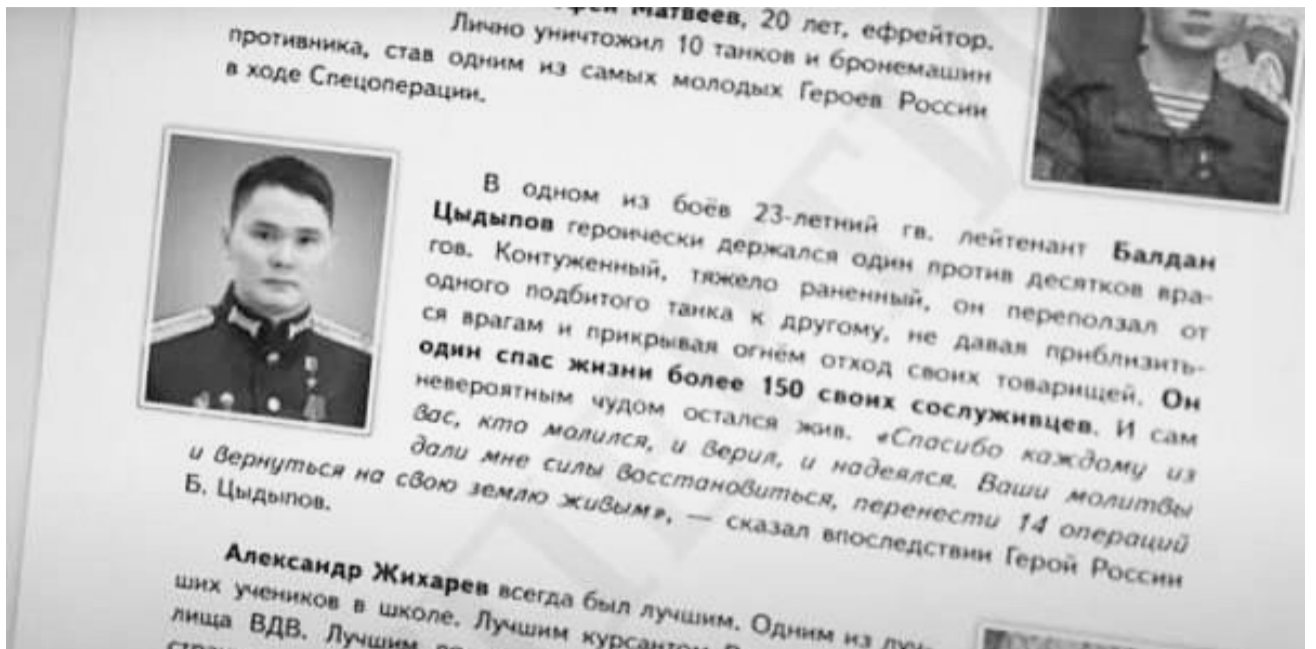 Матвеев, 20 лет, ефрейтор.
Лично уничтожил 10 танков и бронемашин
противника, став одним из самых молодых Героев России
в ходе Спецоперации.
В одном из боёв 23-летний гв. лейтенант Балдан
Цыдыпов героически держался один против десятков вра-
гов. Контуженный, тяжело раненный, он переползал от
одного подбитого танка к другому, не давая приблизить-
ся врагам и прикрывая огнём отход своих товарищей. Он
один спас жизни более 150 своих сослуживцев. И сам
невероятным чудом остался жив. «Спасибо каждому из
вас, кто молился, и верил, и надеялся. Ваши молитвы
дали мне силы восстановиться, перенести 14 операций
и вернуться на свою землю живым», — сказал впоследствии Герой России
Б. Цыдыпов.
Александр Жихарев всегда был лучшим. Одним из луч-
ших учеников в школе. Лучшим курсантом
лища ВДВ. Лучшим